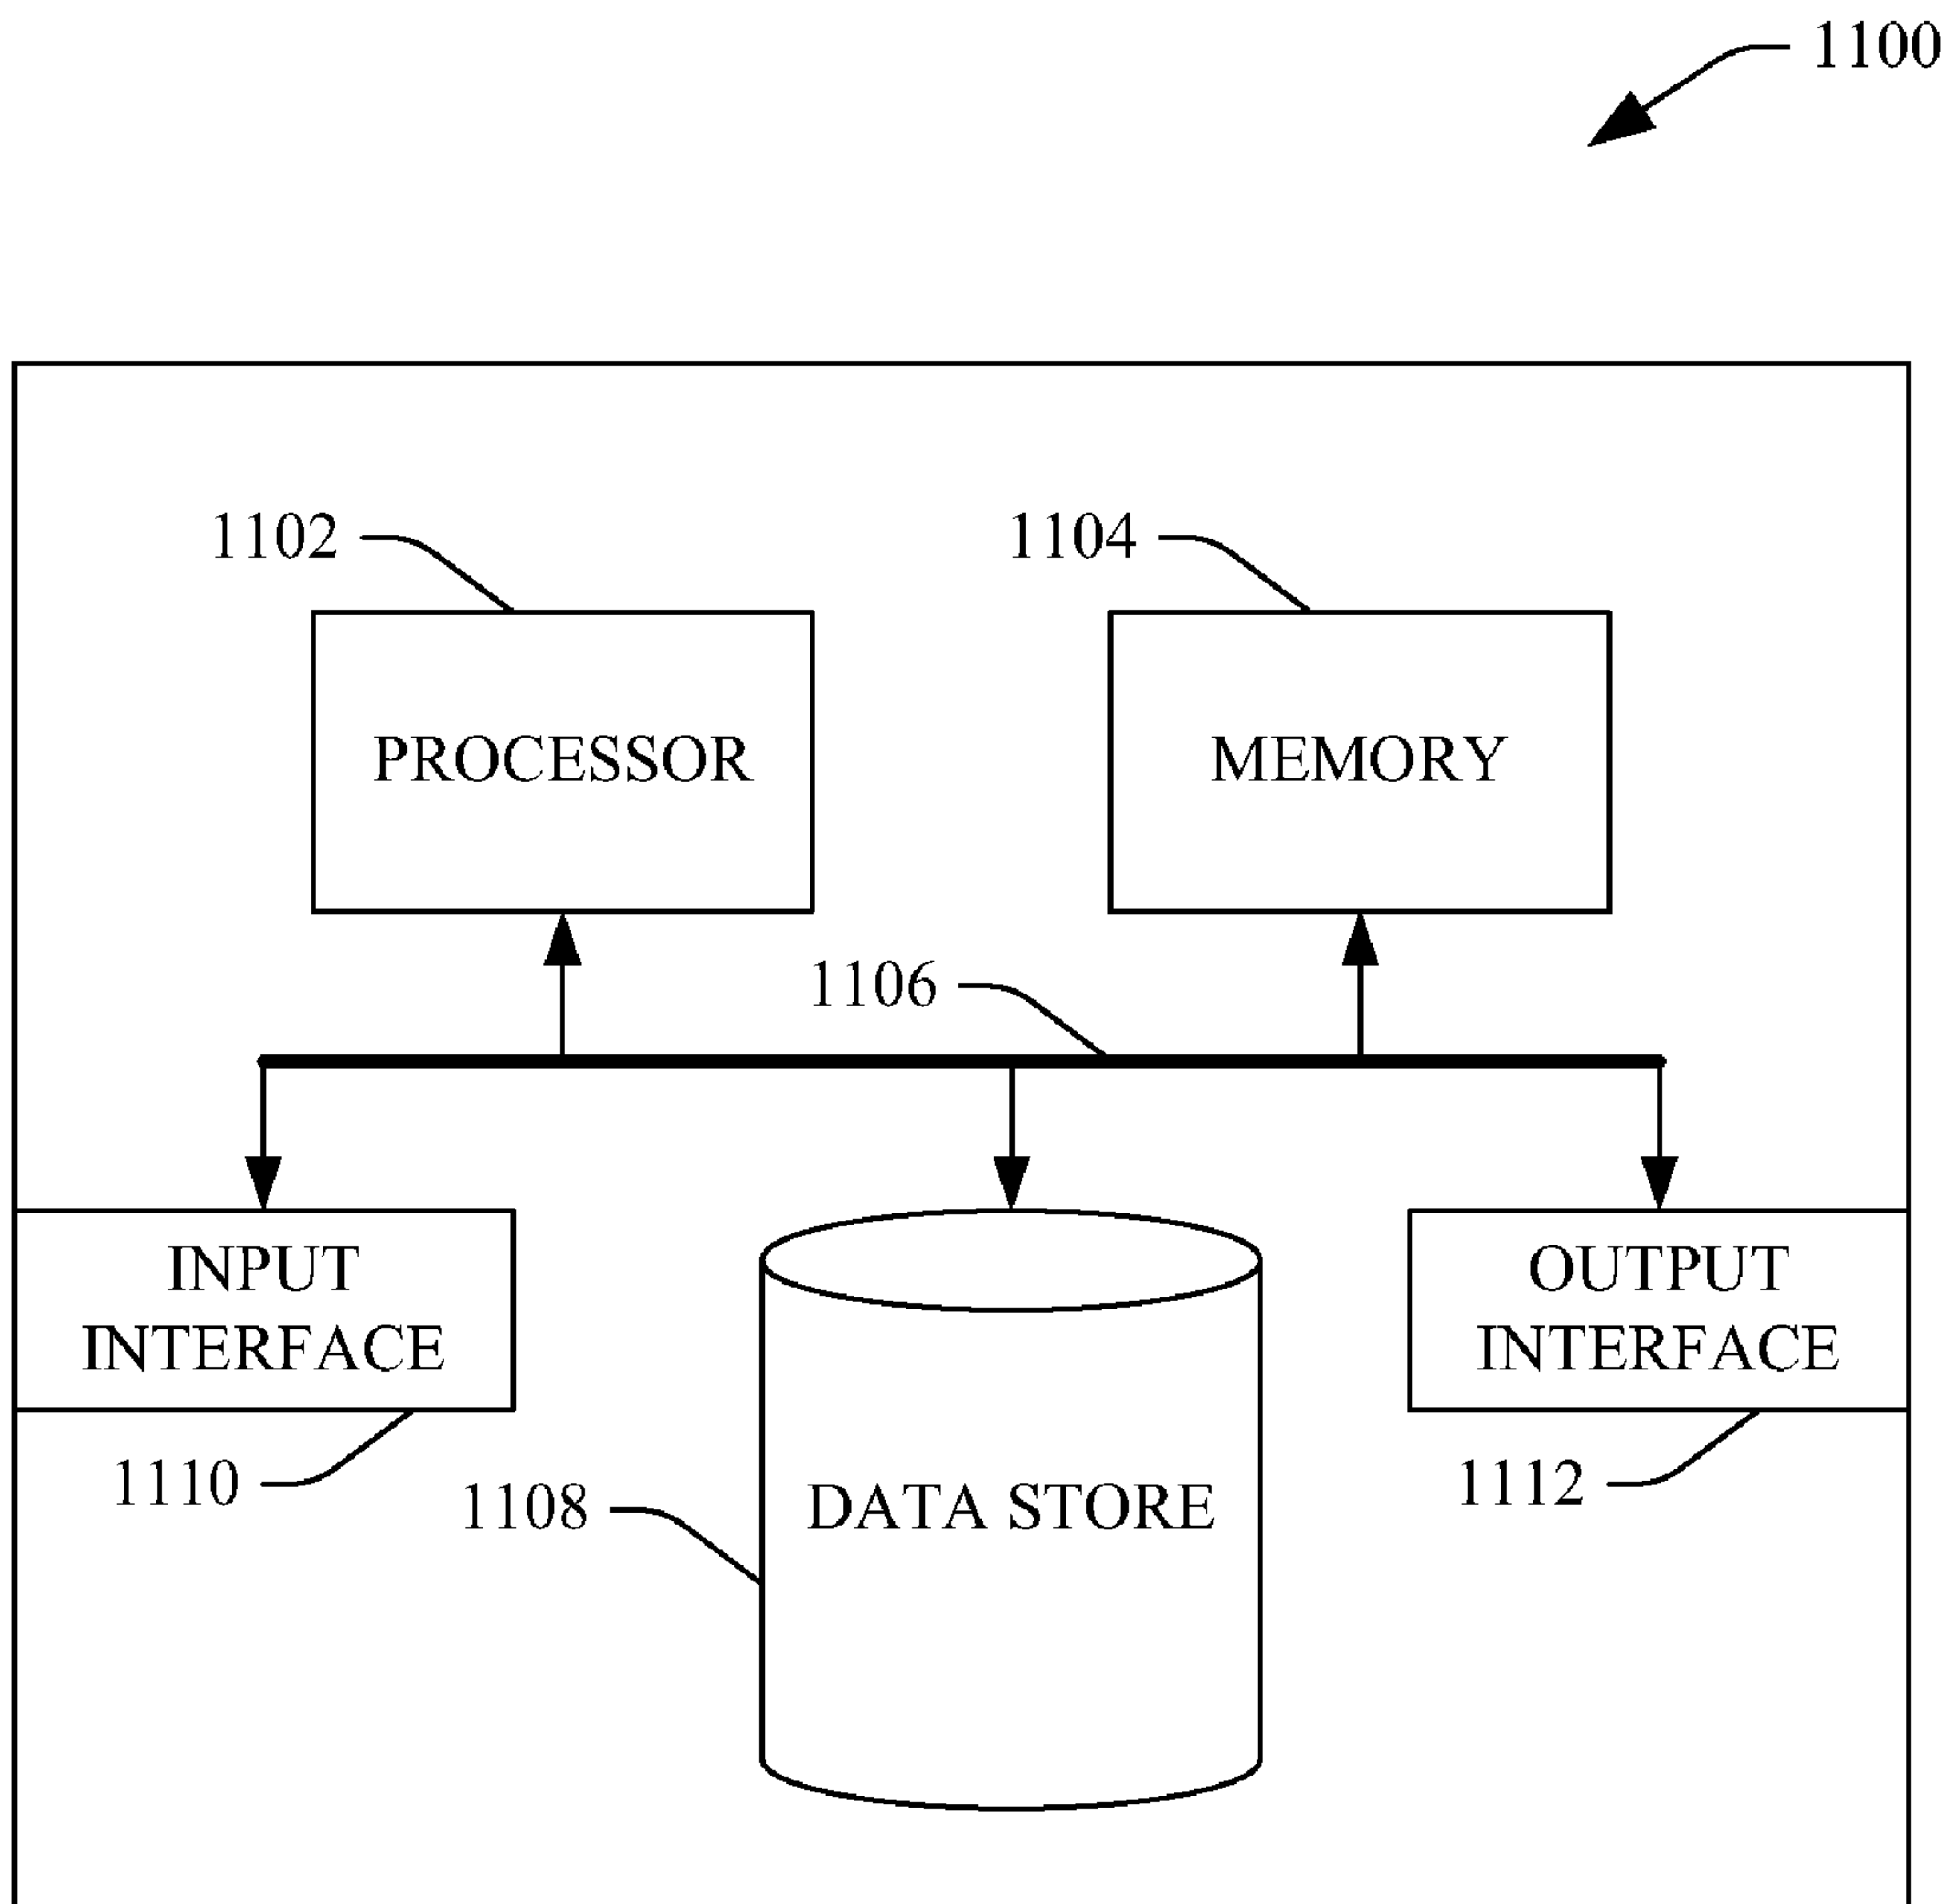 1100
1102
1104
PROCESSOR
MEMORY
1106
INPUT
INTERFACE
OUTPUT
INTERFACE
1110
1108
DATA STORE
1112